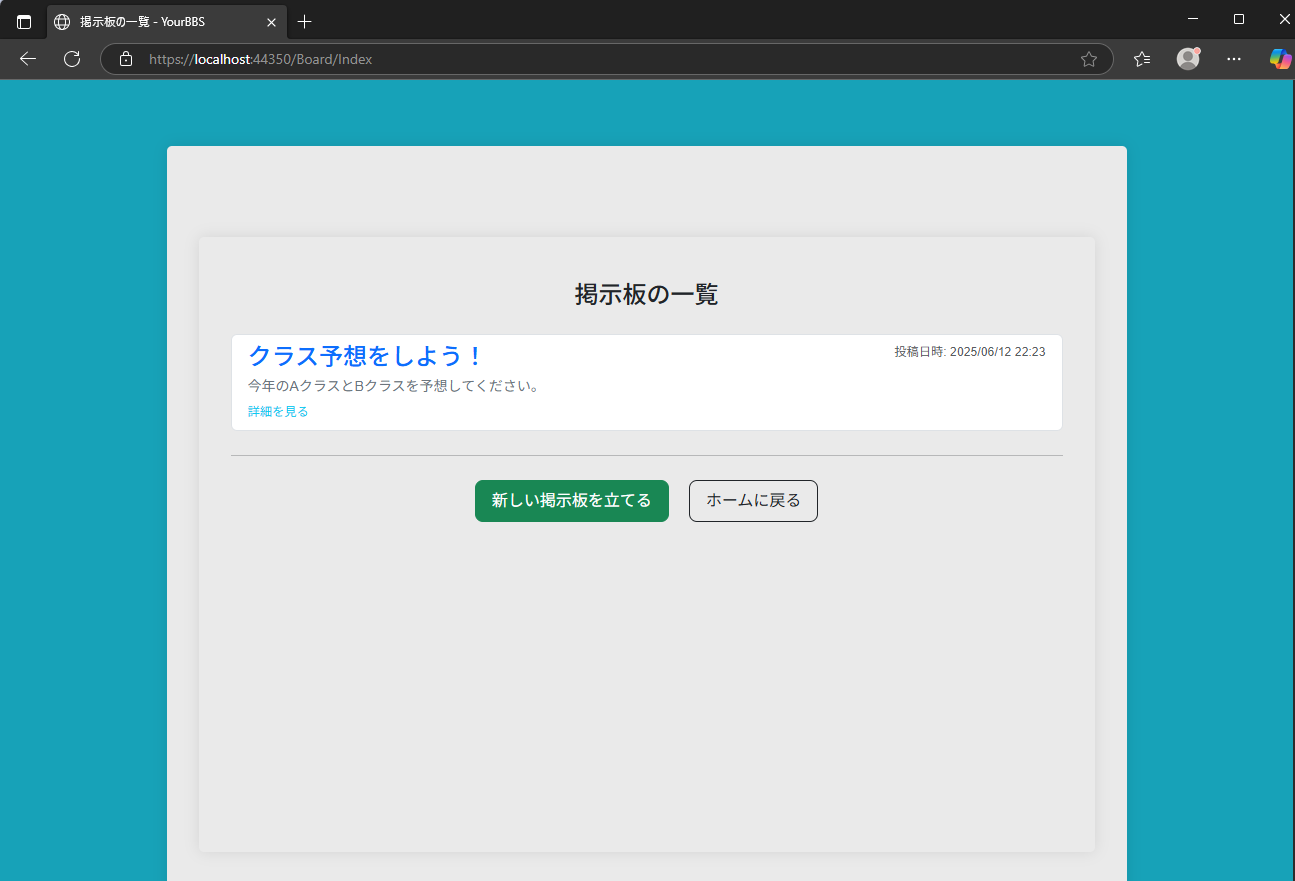 掲示板の一覧 - YourBBS
https://localhost:44350/Board/Index
掲示板の一覧
クラス予想をしよう！
投稿日時: 2025/06/12 22:23
今年のAクラスとBクラスを予想してください。
詳細を見る
新しい掲示板を立てる
ホームに戻る